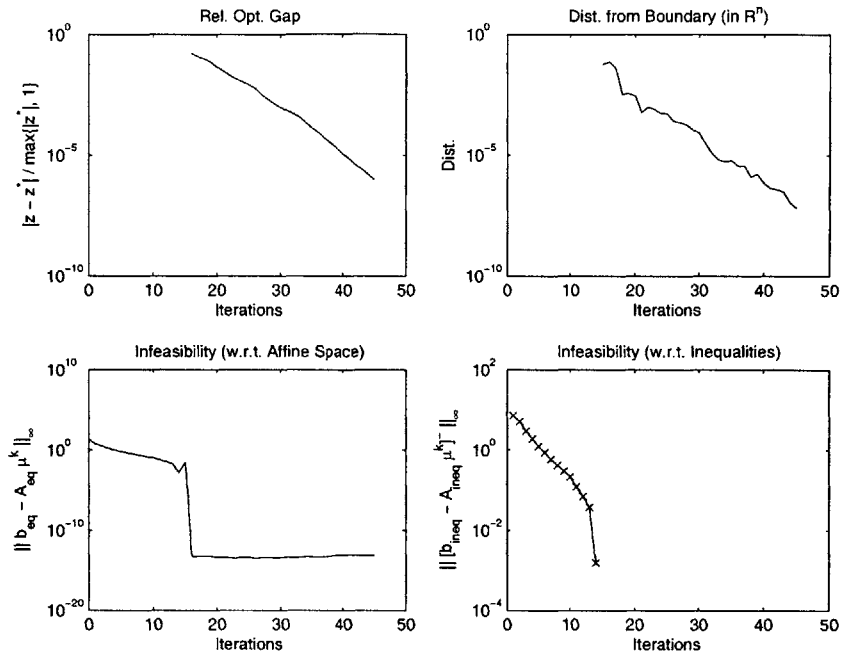 Rel. Opt. Gap
10^0
10^-5
10^-10
|z − z^*| / max{|z^*|, 1}
0 10 20 30 40 50
Iterations
Dist. from Boundary (in R^n)
10^0
10^-5
10^-10
Dist.
0 10 20 30 40 50
Iterations
Infeasibility (w.r.t. Affine Space)
10^10
10^0
10^-10
10^-20
|| b_eq − A_eq μ^k ||_∞
0 10 20 30 40 50
Iterations
Infeasibility (w.r.t. Inequalities)
10^2
10^0
10^-2
10^-4
|| [b_ineq − A_ineq μ^k]^- ||_∞
0 10 20 30 40 50
Iterations